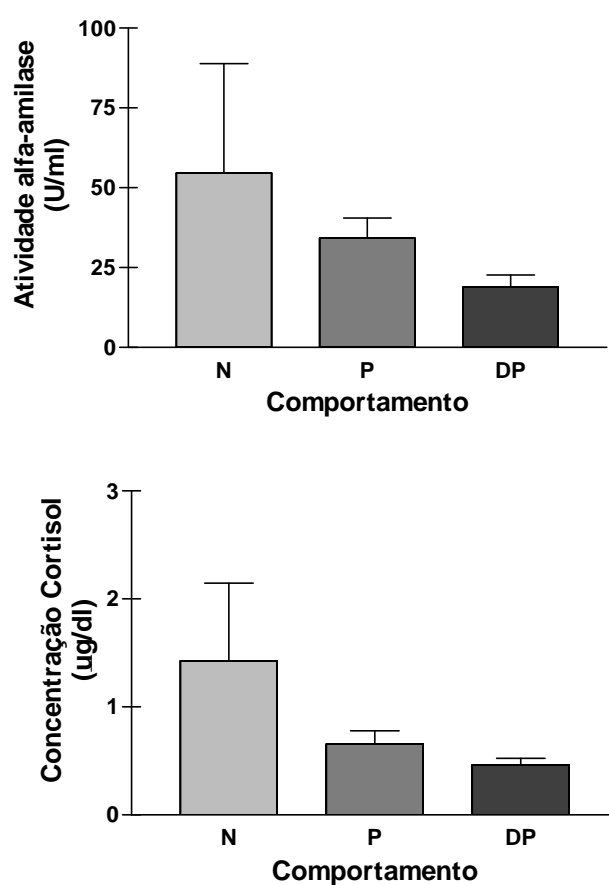 Atividade alfa-amilase
(U/ml)
100
75
50
25
0
N P DP
Comportamento
Concentração Cortisol
(ug/dl)
3
2
1
0
N P DP
Comportamento